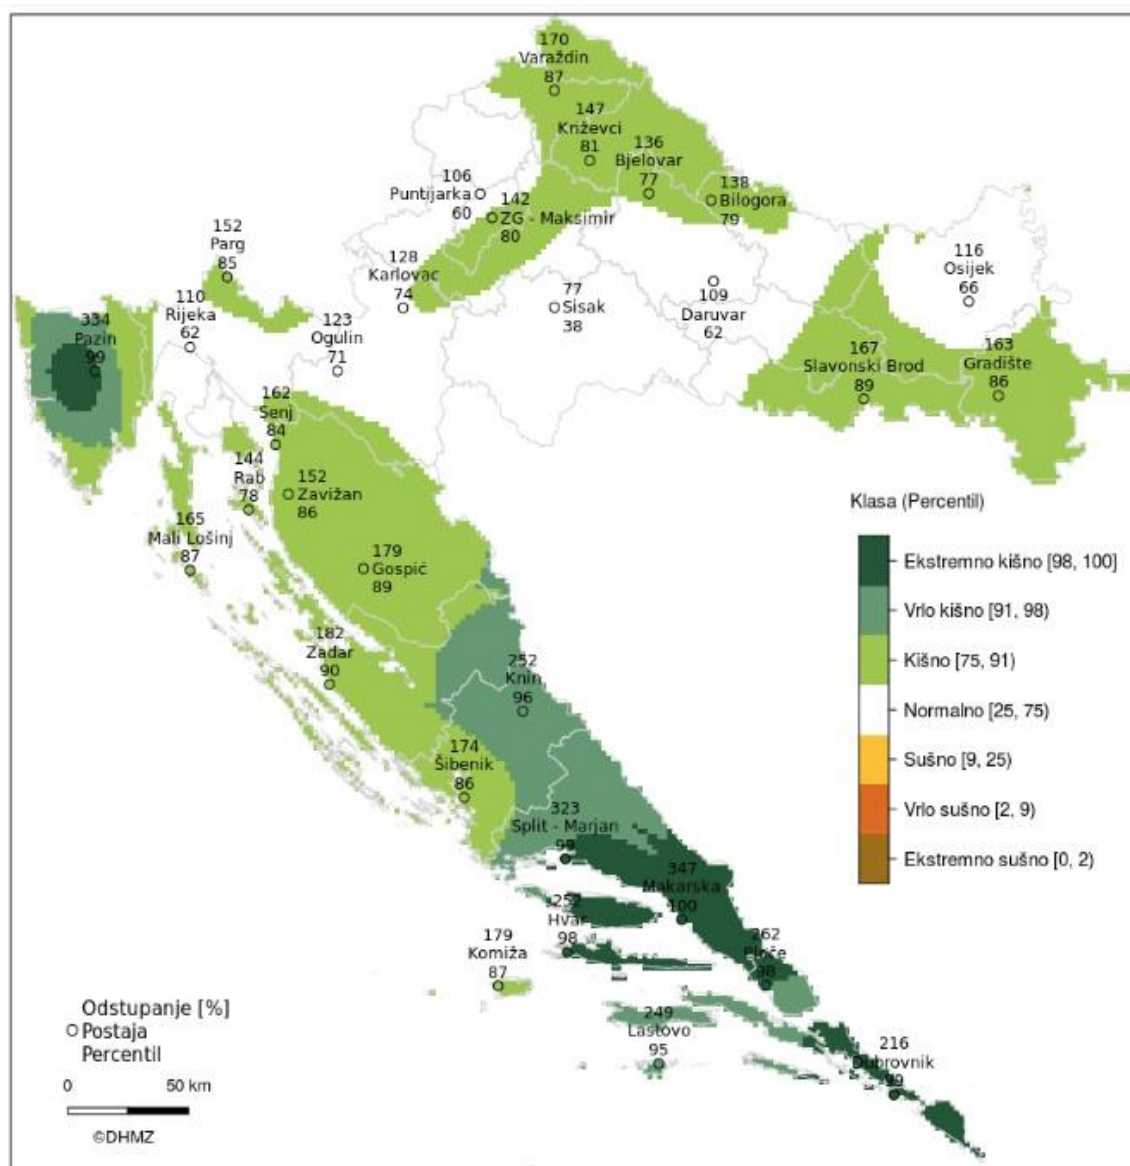 170
Varaždin
87
147
Križevci
81
136
Bjelovar
77
138
Bilogora
79
106
Puntijarka
60
142
ZG - Maksimir
80
152
Parg
85
128
Karlovac
74
77
Sisak
38
109
Daruvar
62
116
Osijek
66
110
Rijeka
62
123
Ogulin
71
334
Pazin
99
167
Slavonski Brod
89
163
Gradište
86
162
Senj
84
144
Rab
78
152
Zavižan
86
165
Mali Lošinj
87
179
Gospić
89
182
Zadar
90
252
Knin
96
174
Šibenik
86
323
Split - Marjan
99
347
Makarska
100
252
Hvar
98
262
Ploče
98
179
Komiža
87
249
Lastovo
95
216
Dubrovnik
99
Klasa (Percentil)
Ekstremno kišno [98, 100]
Vrlo kišno [91, 98)
Kišno [75, 91)
Normalno [25, 75)
Sušno [9, 25)
Vrlo sušno [2, 9)
Ekstremno sušno [0, 2)
Odstupanje [%]
Postaja
Percentil
0 50 km
©DHMZ